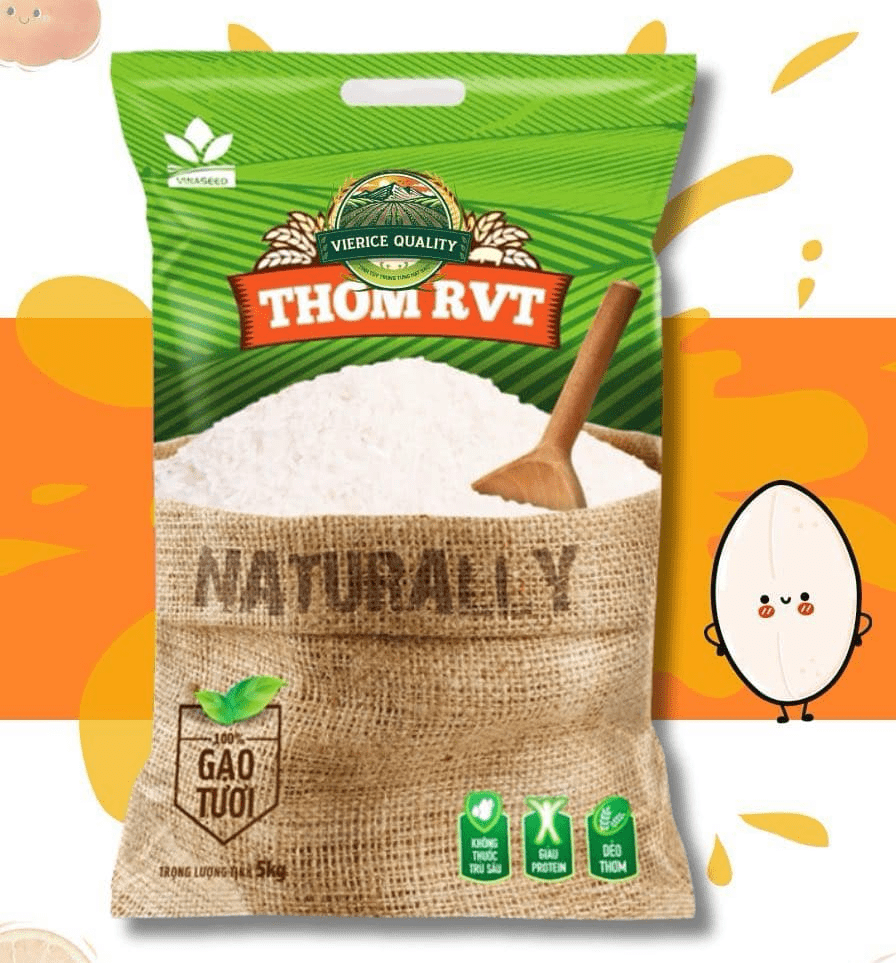 VINASEED
VIERICE QUALITY
THƠM RVT
NATURALLY
100%
GẠO
TƯƠI
TRỌNG LƯỢNG TỊNH 5kg
KHÔNG
THUỐC
TRỪ SÂU
GIÀU
PROTEIN
DẺO
THƠM